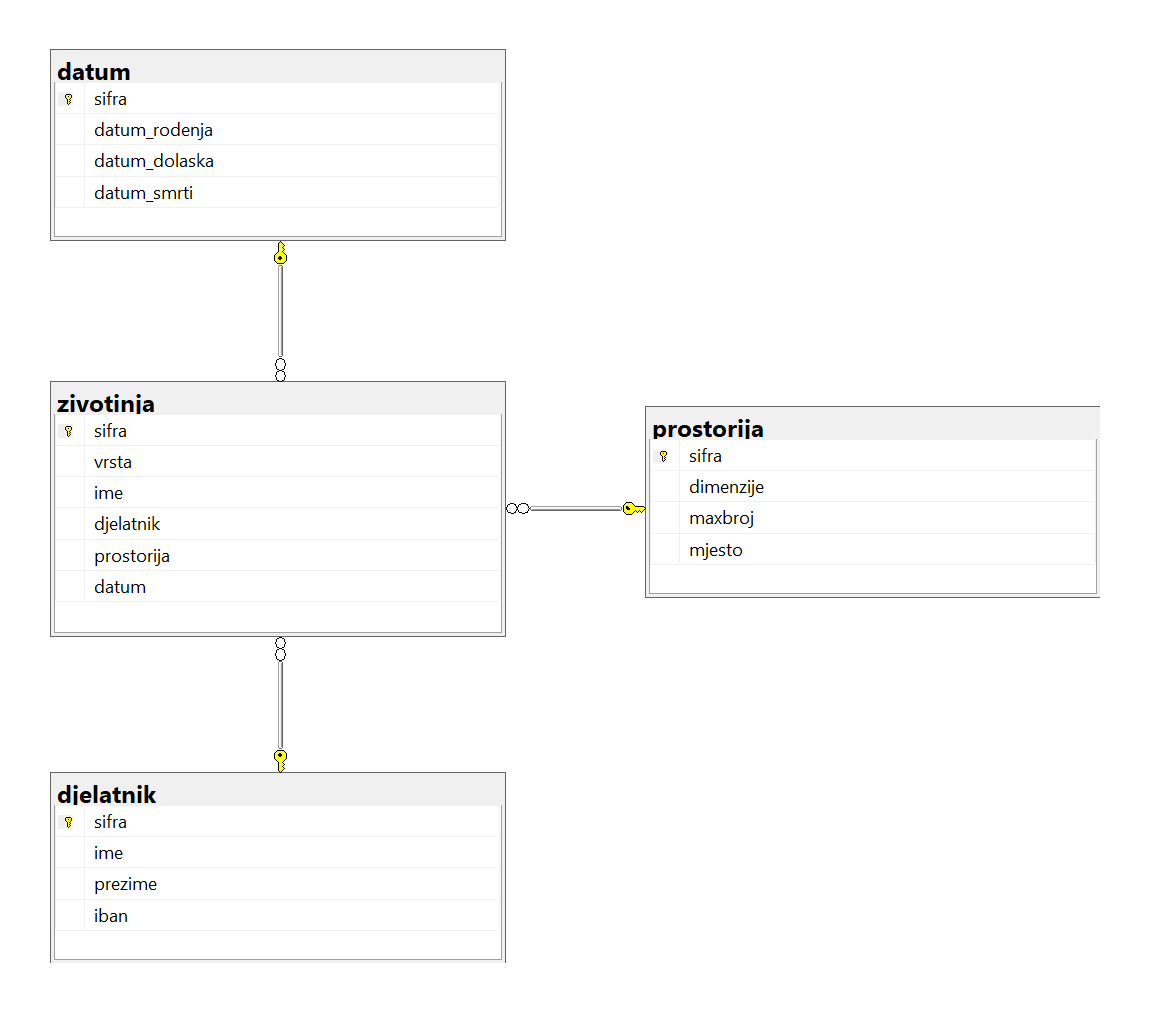 datum
sifra
datum_rodenja
datum_dolaska
datum_smrti
zivotinja
sifra
vrsta
ime
djelatnik
prostorija
datum
prostorija
sifra
dimenzije
maxbroj
mjesto
djelatnik
sifra
ime
prezime
iban